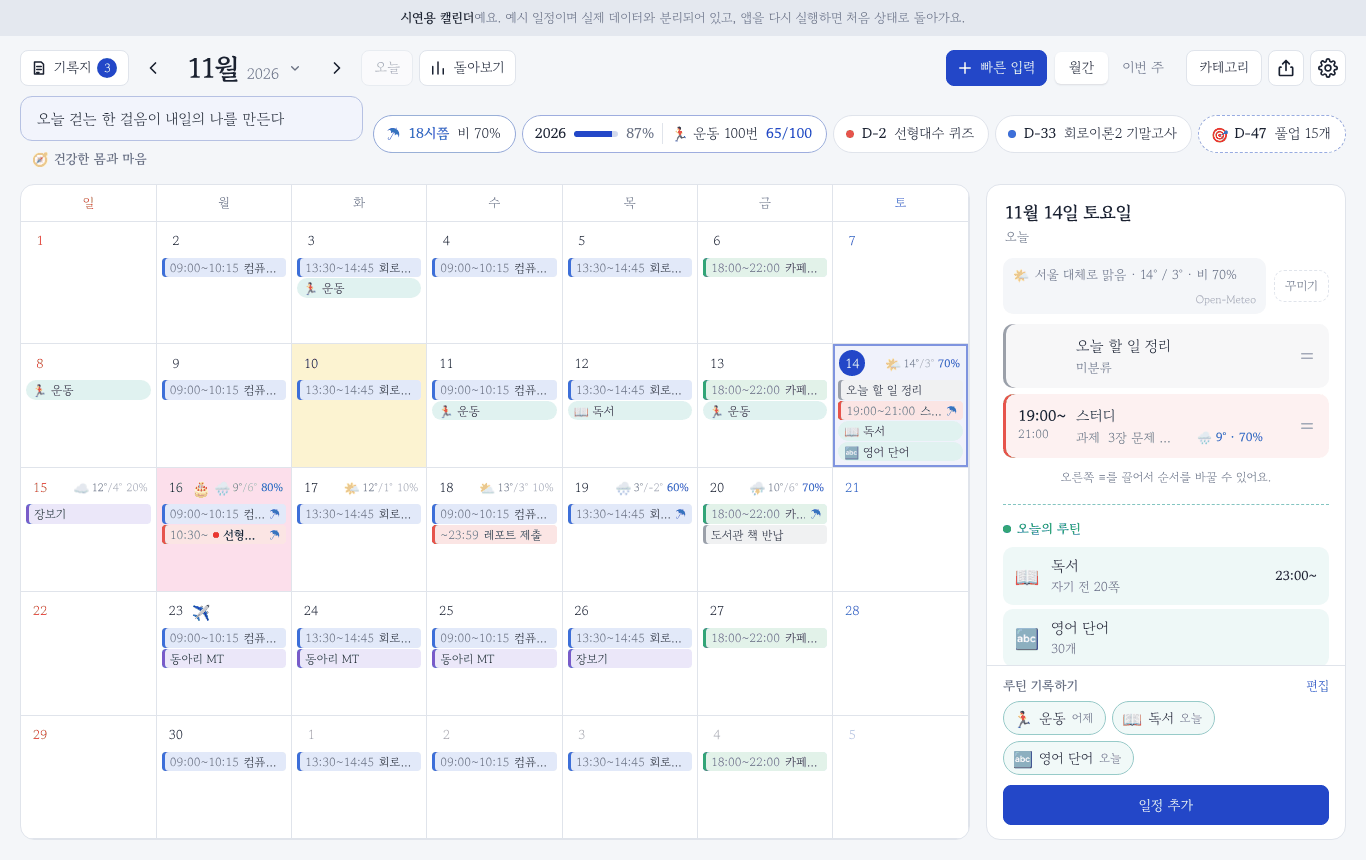 시연용 캘린더예요. 예시 일정이며 실제 데이터와 분리되어 있고, 앱을 다시 실행하면 처음 상태로 돌아가요.
기록지 3
11월 2026
오늘
돌아보기
빠른 입력
월간
이번 주
카테고리
오늘 걷는 한 걸음이 내일의 나를 만든다
건강한 몸과 마음
18시쯤 비 70%
2026 87% 운동 100번 65/100
D-2 선형대수 퀴즈
D-33 회로이론2 기말고사
D-47 풀업 15개
일 월 화 수 목 금 토
1 2 3 4 5 6 7
09:00~10:15 컴퓨...
13:30~14:45 회로...
09:00~10:15 컴퓨...
13:30~14:45 회로...
18:00~22:00 카페...
운동
8 9 10 11 12 13 14 14°/3° 70%
운동
09:00~10:15 컴퓨...
13:30~14:45 회로...
09:00~10:15 컴퓨...
13:30~14:45 회로...
18:00~22:00 카페...
오늘 할 일 정리
운동
독서
운동
19:00~21:00 스...
독서
영어 단어
15 12°/4° 20%
16 9°/6° 80%
17 12°/1° 10%
18 13°/3° 10%
19 3°/-2° 60%
20 10°/6° 70%
21
장보기
09:00~10:15 컴...
13:30~14:45 회로...
09:00~10:15 컴퓨...
13:30~14:45 회...
18:00~22:00 카...
10:30~ 선형...
~23:59 레포트 제출
도서관 책 반납
22 23 24 25 26 27 28
09:00~10:15 컴퓨...
13:30~14:45 회로...
09:00~10:15 컴퓨...
13:30~14:45 회로...
18:00~22:00 카페...
동아리 MT
동아리 MT
동아리 MT
장보기
29 30 1 2 3 4 5
09:00~10:15 컴퓨...
13:30~14:45 회로...
09:00~10:15 컴퓨...
13:30~14:45 회로...
18:00~22:00 카페...
11월 14일 토요일
오늘
서울 대체로 맑음 · 14° / 3° · 비 70%
Open-Meteo
꾸미기
오늘 할 일 정리
미분류
19:00~ 스터디
21:00 과제 3장 문제 ... 9° · 70%
오른쪽 ≡를 끌어서 순서를 바꿀 수 있어요.
오늘의 루틴
독서
자기 전 20쪽
23:00~
abc 영어 단어
30개
루틴 기록하기 편집
운동 어제
독서 오늘
abc 영어 단어 오늘
일정 추가